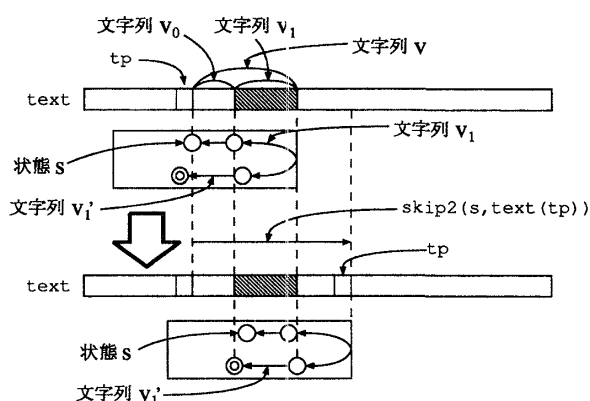 文字列 v₀ 文字列 v₁
文字列 v
tp
text
文字列 v₁
状態 s
文字列 v₁'
skip2(s,text(tp))
tp
text
状態 s
文字列 v₁'